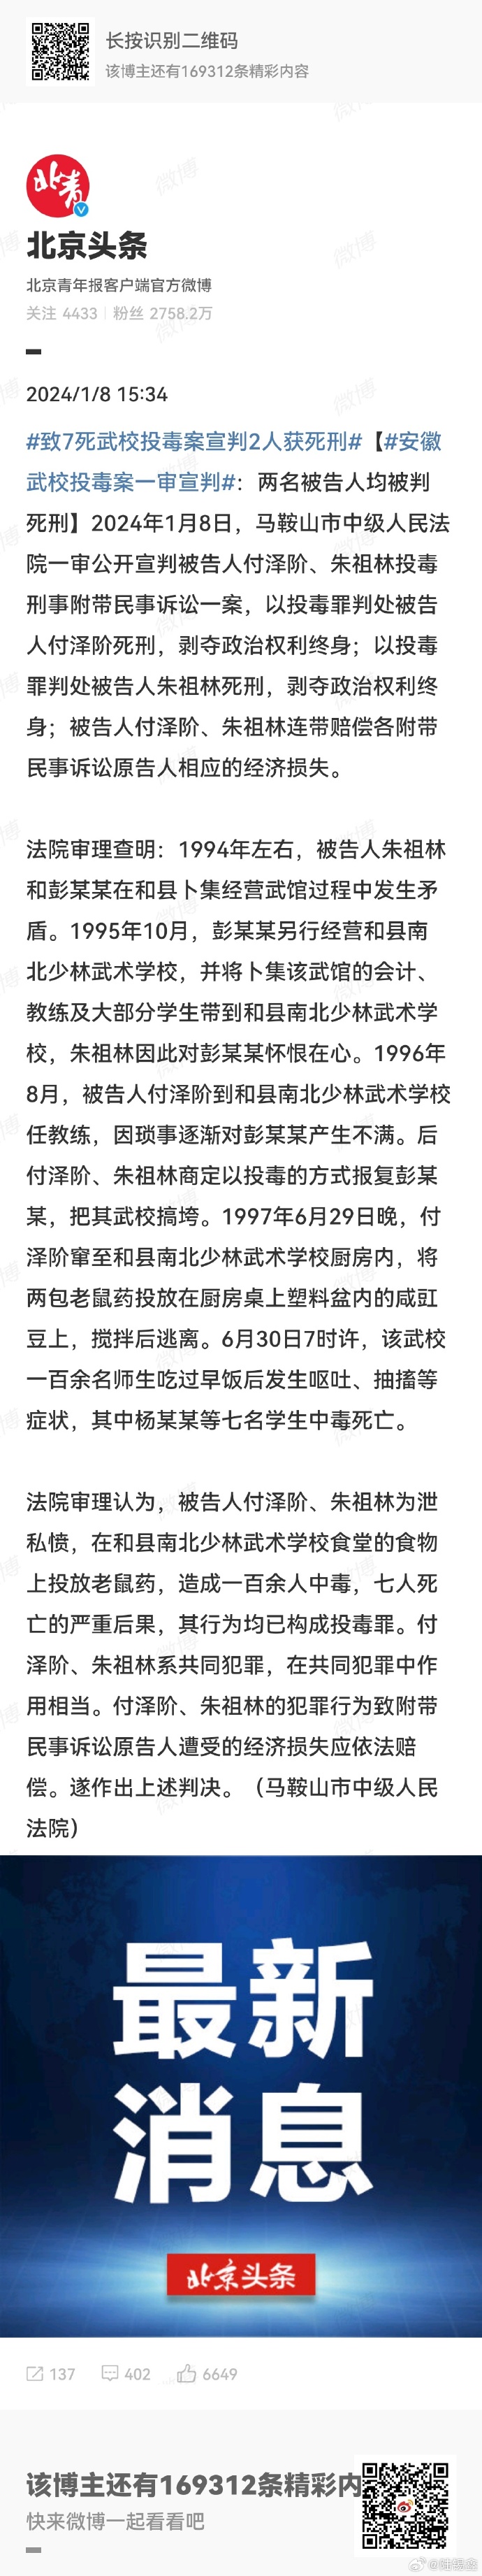 长按识别二维码
该博主还有169312条精彩内容
北青
北京头条
北京青年报客户端官方微博
关注 4433 | 粉丝 2758.2万
2024/1/8 15:34
#致7死武校投毒案宣判2人获死刑#【#安徽
武校投毒案一审宣判#：两名被告人均被判
死刑】2024年1月8日，马鞍山市中级人民法
院一审公开宣判被告人付泽阶、朱祖林投毒
刑事附带民事诉讼一案，以投毒罪判处被告
人付泽阶死刑，剥夺政治权利终身；以投毒
罪判处被告人朱祖林死刑，剥夺政治权利终
身；被告人付泽阶、朱祖林连带赔偿各附带
民事诉讼原告人相应的经济损失。
法院审理查明：1994年左右，被告人朱祖林
和彭某某在和县卜集经营武馆过程中发生矛
盾。1995年10月，彭某某另行经营和县南
北少林武术学校，并将卜集该武馆的会计、
教练及大部分学生带到和县南北少林武术学
校，朱祖林因此对彭某某怀恨在心。1996年
8月，被告人付泽阶到和县南北少林武术学校
任教练，因琐事逐渐对彭某某产生不满。后
付泽阶、朱祖林商定以投毒的方式报复彭某
某，把其武校搞垮。1997年6月29日晚，付
泽阶窜至和县南北少林武术学校厨房内，将
两包老鼠药投放在厨房桌上塑料盆内的咸豇
豆上，搅拌后逃离。6月30日7时许，该武校
一百余名师生吃过早饭后发生呕吐、抽搐等
症状，其中杨某某等七名学生中毒死亡。
法院审理认为，被告人付泽阶、朱祖林为泄
私愤，在和县南北少林武术学校食堂的食物
上投放老鼠药，造成一百余人中毒，七人死
亡的严重后果，其行为均已构成投毒罪。付
泽阶、朱祖林系共同犯罪，在共同犯罪中作
用相当。付泽阶、朱祖林的犯罪行为致附带
民事诉讼原告人遭受的经济损失应依法赔
偿。遂作出上述判决。（马鞍山市中级人民
法院）
最新
消息
北京头条
137 402 6649
该博主还有169312条精彩内
快来微博一起看看吧